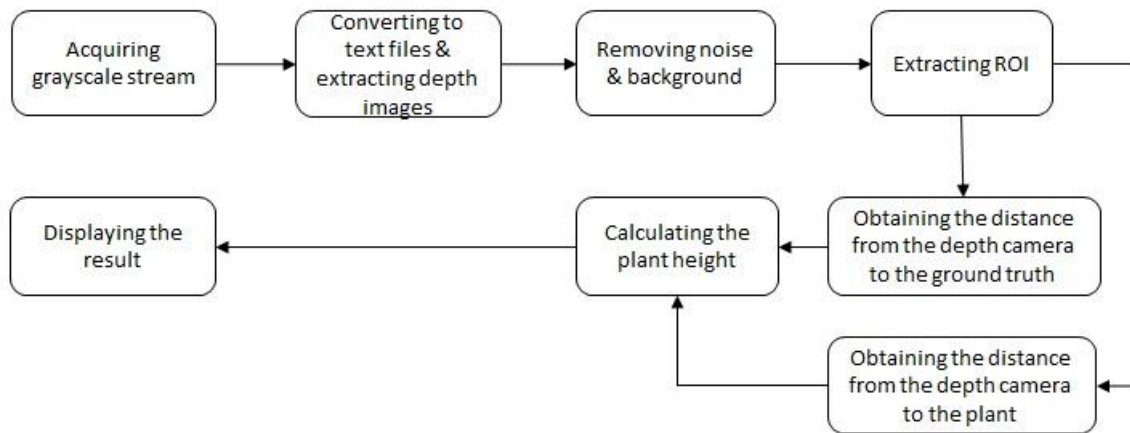 Acquiring
grayscale stream
Converting to
text files &
extracting depth
images
Removing noise
& background
Extracting ROI
Displaying the
result
Calculating the
plant height
Obtaining the distance
from the depth camera
to the ground truth
Obtaining the distance
from the depth camera
to the plant